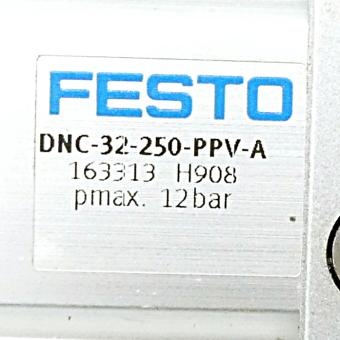 FESTO
DNC-32-250-PPV-A
163313 H908
pmax. 12bar